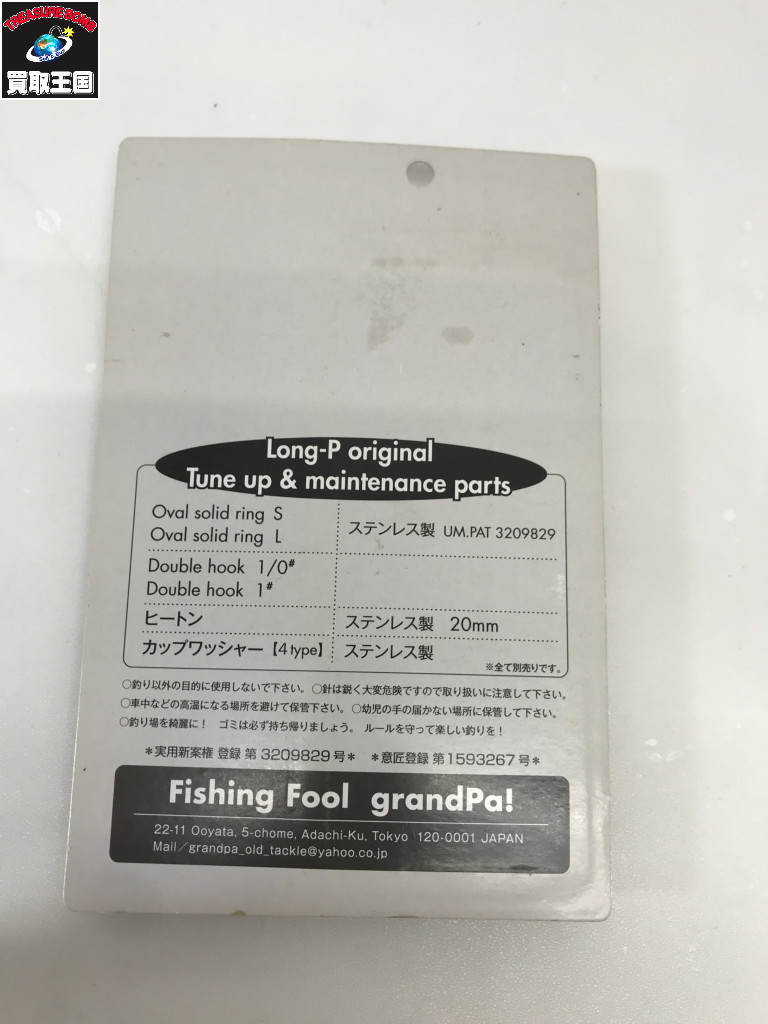 TREASURE BOMB
買取王国
Long-P original
Tune up & maintenance parts
Oval solid ring S
Oval solid ring L
ステンレス製 UM.PAT 3209829
Double hook 1/0#
Double hook 1#
ヒートン ステンレス製 20mm
カップワッシャー【4 type】 ステンレス製
※全て別売りです。
○釣り以外の目的に使用しないで下さい。○針は鋭く大変危険ですので取り扱いに注意して下さい。
○車中などの高温になる場所を避けて保管下さい。○幼児の手の届かない場所に保管して下さい。
○釣り場を綺麗に！ ゴミは必ず持ち帰りましょう。 ルールを守って楽しい釣りを！
＊実用新案権 登録 第3209829号＊ ＊意匠登録 第1593267号＊
Fishing Fool grandPa!
22-11 Ooyata, 5-chome, Adachi-Ku, Tokyo 120-0001 JAPAN
Mail／grandpa_old_tackle@yahoo.co.jp